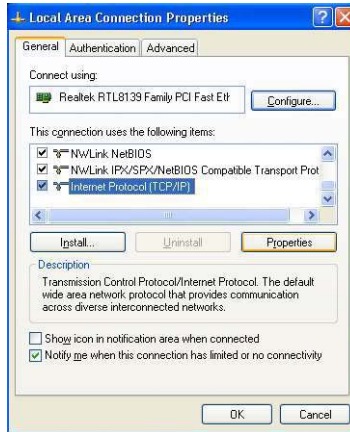 Local Area Connection Properties
General Authentication Advanced
Connect using:
Realtek RTL8139 Family PCI Fast Eth
Configure...
This connection uses the following items:
NWLink NetBIOS
NWLink IPX/SPX/NetBIOS Compatible Transport Prot
Internet Protocol (TCP/IP)
Install... Uninstall Properties
Description
Transmission Control Protocol/Internet Protocol. The default
wide area network protocol that provides communication
across diverse interconnected networks.
Show icon in notification area when connected
Notify me when this connection has limited or no connectivity
OK Cancel